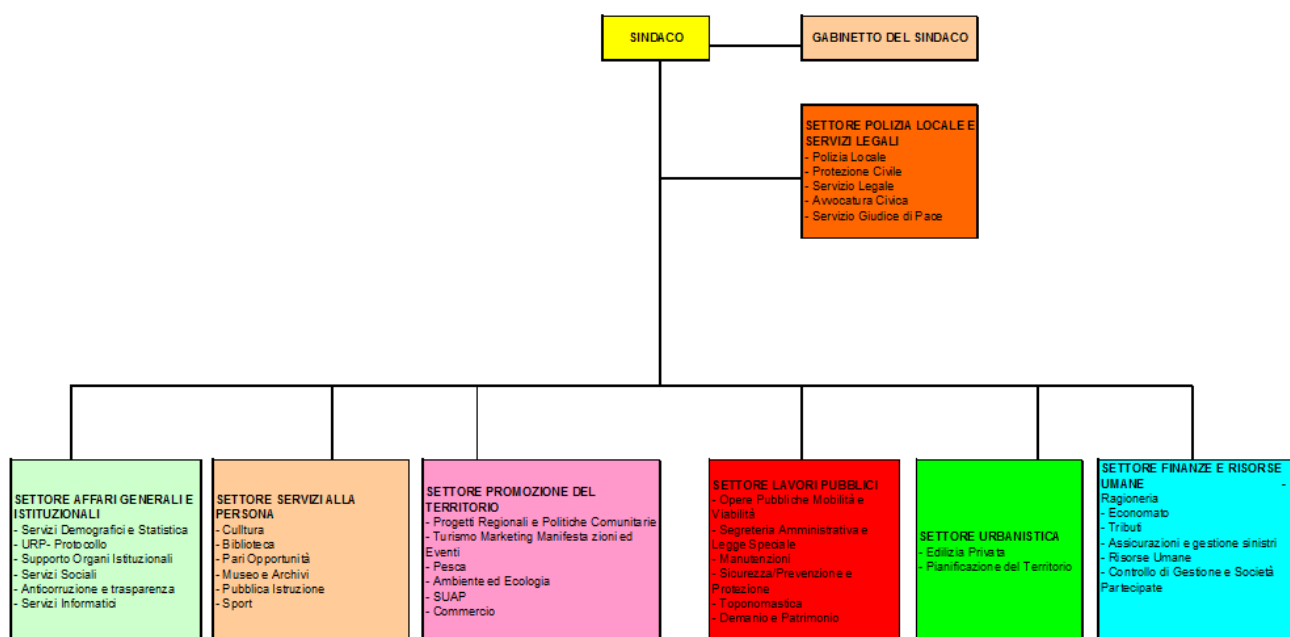 SINDACO
GABINETTO DEL SINDACO
SETTORE POLIZIA LOCALE E
SERVIZI LEGALI
- Polizia Locale
- Protezione Civile
- Servizio Legale
- Avvocatura Civica
- Servizio Giudice di Pace
SETTORE AFFARI GENERALI E
ISTITUZIONALI
- Servizi Demografici e Statistica
- URP- Protocollo
- Supporto Organi Istituzionali
- Servizi Sociali
- Anticorruzione e trasparenza
- Servizi Informatici
SETTORE SERVIZI ALLA
PERSONA
- Cultura
- Biblioteca
- Pari Opportunità
- Museo e Archivi
- Pubblica Istruzione
- Sport
SETTORE PROMOZIONE DEL
TERRITORIO
- Progetti Regionali e Politiche Comunitarie
- Turismo Marketing Manifesta zioni ed
Eventi
- Pesca
- Ambiente ed Ecologia
- SUAP
- Commercio
SETTORE LAVORI PUBBLICI
- Opere Pubbliche Mobilità e
Viabilità
- Segreteria Amministrativa e
Legge Speciale
- Manutenzioni
- Sicurezza/Prevenzione e
Protezione
- Toponomastica
- Demanio e Patrimonio
SETTORE URBANISTICA
- Edilizia Privata
- Pianificazione del Territorio
SETTORE FINANZE E RISORSE
UMANE -
Ragioneria
- Economato
- Tributi
- Assicurazioni e gestione sinistri
- Risorse Umane
- Controllo di Gestione e Società
Partecipate